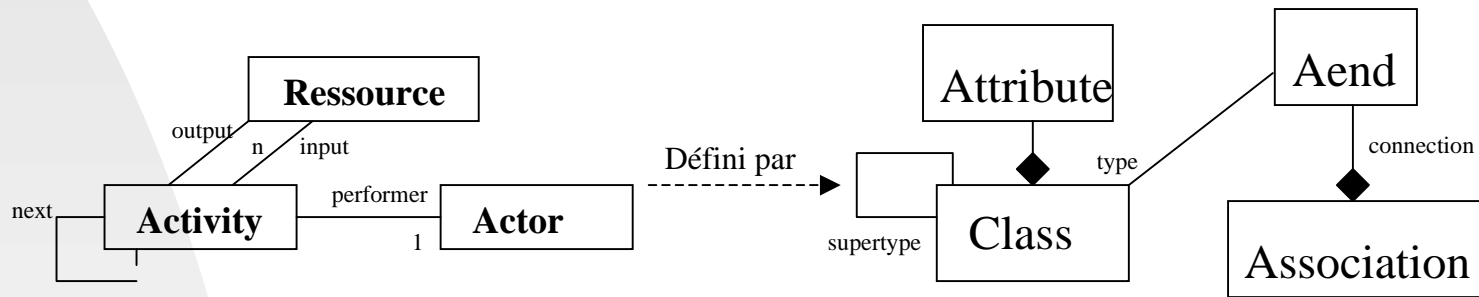 Ressource
output
n
input
performer
next
Activity
Actor
1
Défini par
Attribute
Aend
connection
type
supertype
Class
Association